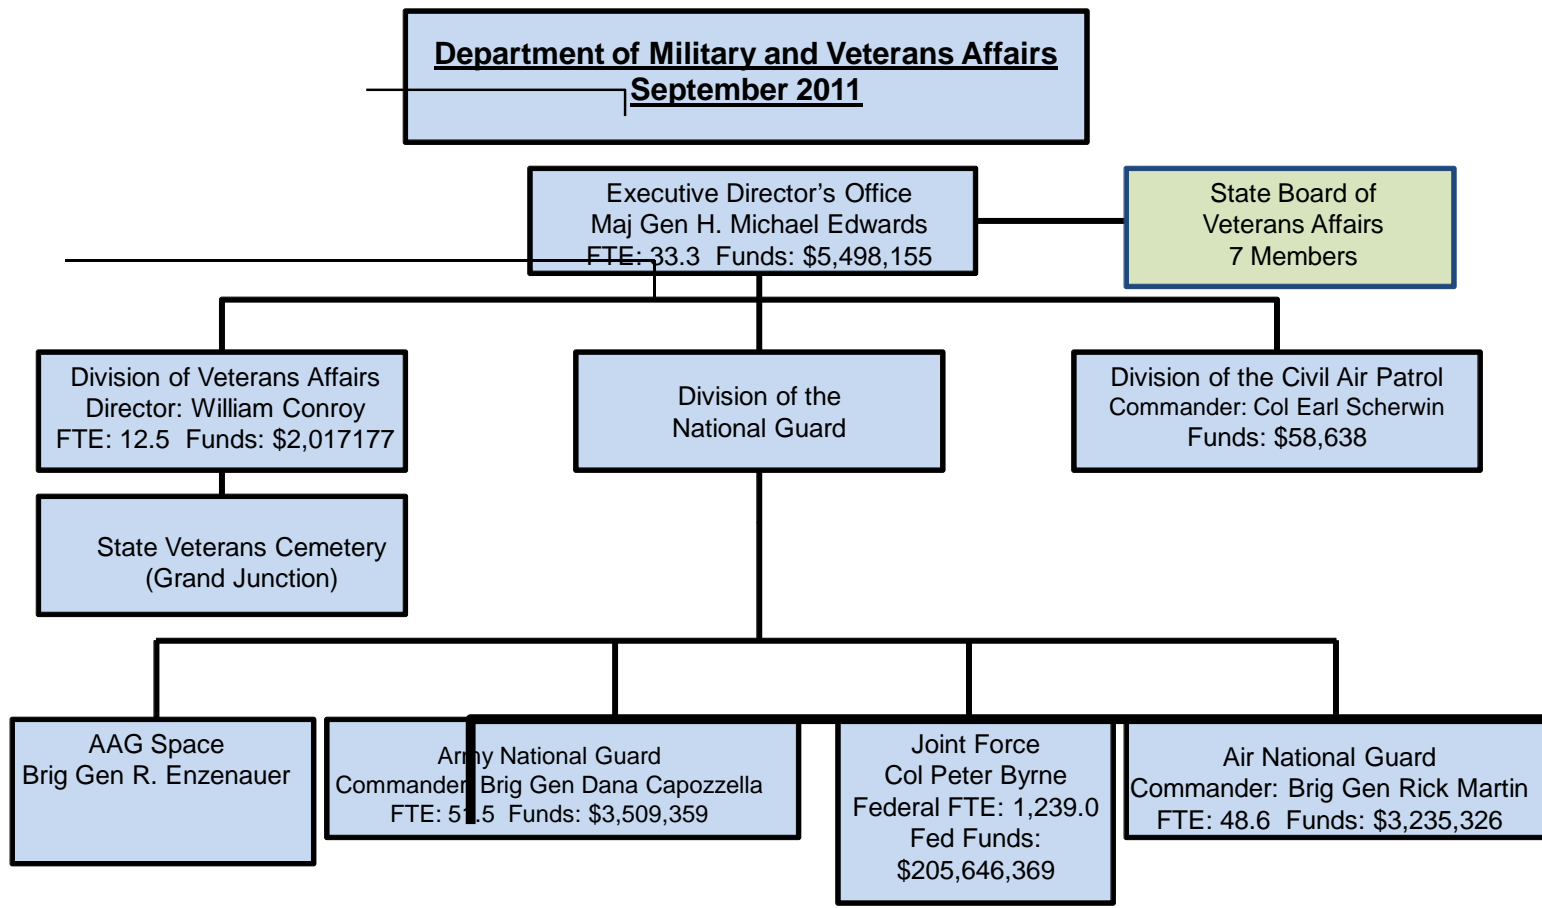 Department of Military and Veterans Affairs
September 2011
Executive Director’s Office
Maj Gen H. Michael Edwards
FTE: 33.3 Funds: $5,498,155
State Board of
Veterans Affairs
7 Members
Division of Veterans Affairs
Director: William Conroy
FTE: 12.5 Funds: $2,017177
Division of the
National Guard
Division of the Civil Air Patrol
Commander: Col Earl Scherwin
Funds: $58,638
State Veterans Cemetery
(Grand Junction)
AAG Space
Brig Gen R. Enzenauer
Army National Guard
Commander: Brig Gen Dana Capozzella
FTE: 51.5 Funds: $3,509,359
Joint Force
Col Peter Byrne
Federal FTE: 1,239.0
Fed Funds:
$205,646,369
Air National Guard
Commander: Brig Gen Rick Martin
FTE: 48.6 Funds: $3,235,326